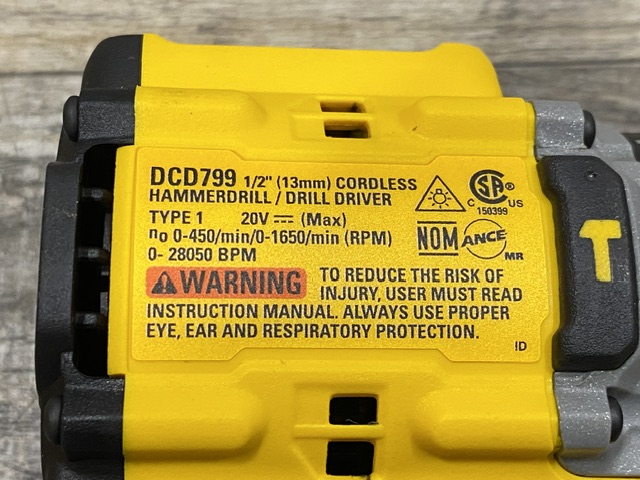 DCD799 1/2" (13mm) CORDLESS
HAMMERDRILL / DRILL DRIVER
TYPE 1 20V ⎓ (Max)
no 0-450/min/0-1650/min (RPM)
0- 28050 BPM
⚠WARNING TO REDUCE THE RISK OF
INJURY, USER MUST READ
INSTRUCTION MANUAL. ALWAYS USE PROPER
EYE, EAR AND RESPIRATORY PROTECTION.
ID
SA ®
C US
150399
NOM ANCE
MR